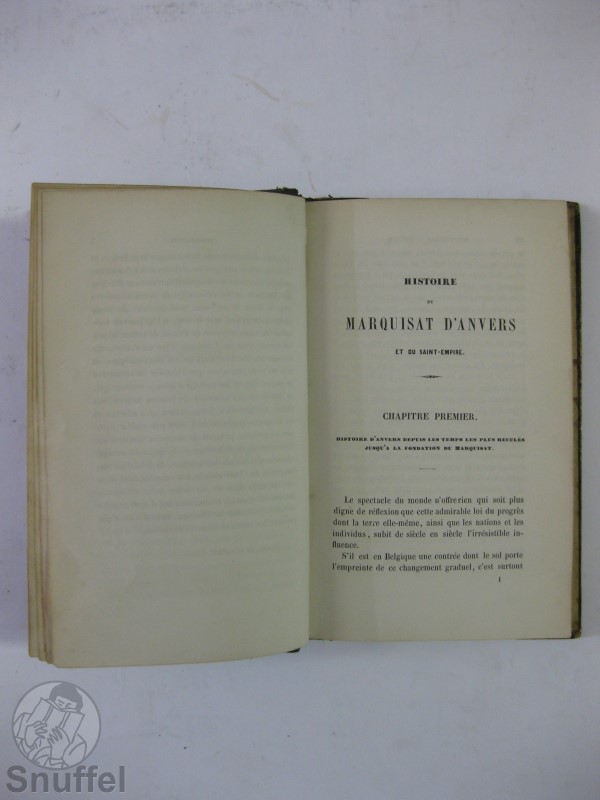 HISTOIRE
DU
MARQUISAT D'ANVERS
ET DU SAINT-EMPIRE.
CHAPITRE PREMIER.
HISTOIRE D'ANVERS DEPUIS LES TEMPS LES PLUS RECULÉS
JUSQU'A LA FONDATION DU MARQUISAT.
Le spectacle du monde n'offre rien qui soit plus
digne de réflexion que cette admirable loi du progrès
dont la terre elle-même, ainsi que les nations et les
individus, subit de siècle en siècle l'irrésistible in-
fluence.
S'il est en Belgique une contrée dont le sol porte
l'empreinte de ce changement graduel, c'est surtout
1
Snuffel